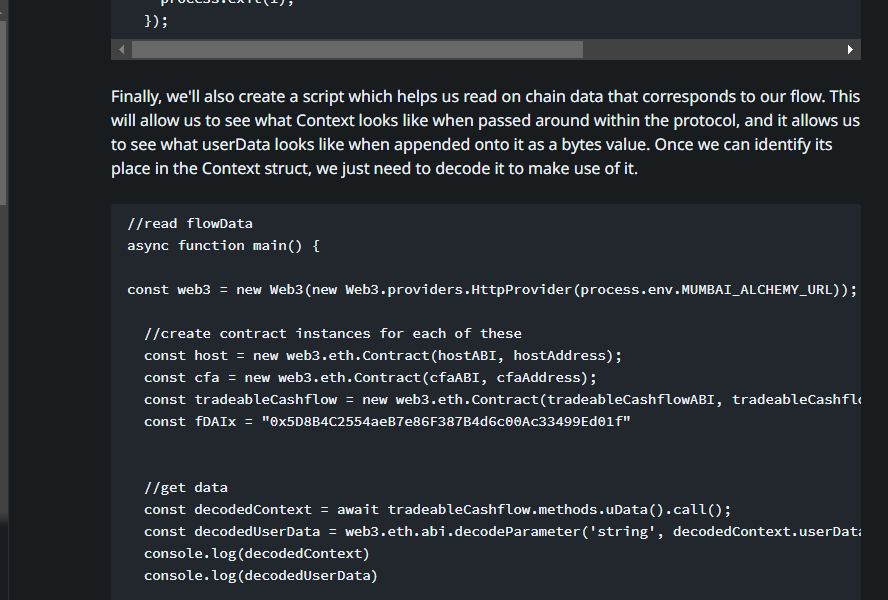 process.exit(1);
});
Finally, we'll also create a script which helps us read on chain data that corresponds to our flow. This
will allow us to see what Context looks like when passed around within the protocol, and it allows us
to see what userData looks like when appended onto it as a bytes value. Once we can identify its
place in the Context struct, we just need to decode it to make use of it.
//read flowData
async function main() {
const web3 = new Web3(new Web3.providers.HttpProvider(process.env.MUMBAI_ALCHEMY_URL));
//create contract instances for each of these
const host = new web3.eth.Contract(hostABI, hostAddress);
const cfa = new web3.eth.Contract(cfaABI, cfaAddress);
const tradeableCashflow = new web3.eth.Contract(tradeableCashflowABI, tradeableCashflo
const fDAIx = "0x5D8B4C2554aeB7e86F387B4d6c00Ac33499Ed01f"
//get data
const decodedContext = await tradeableCashflow.methods.uData().call();
const decodedUserData = web3.eth.abi.decodeParameter('string', decodedContext.userData
console.log(decodedContext)
console.log(decodedUserData)